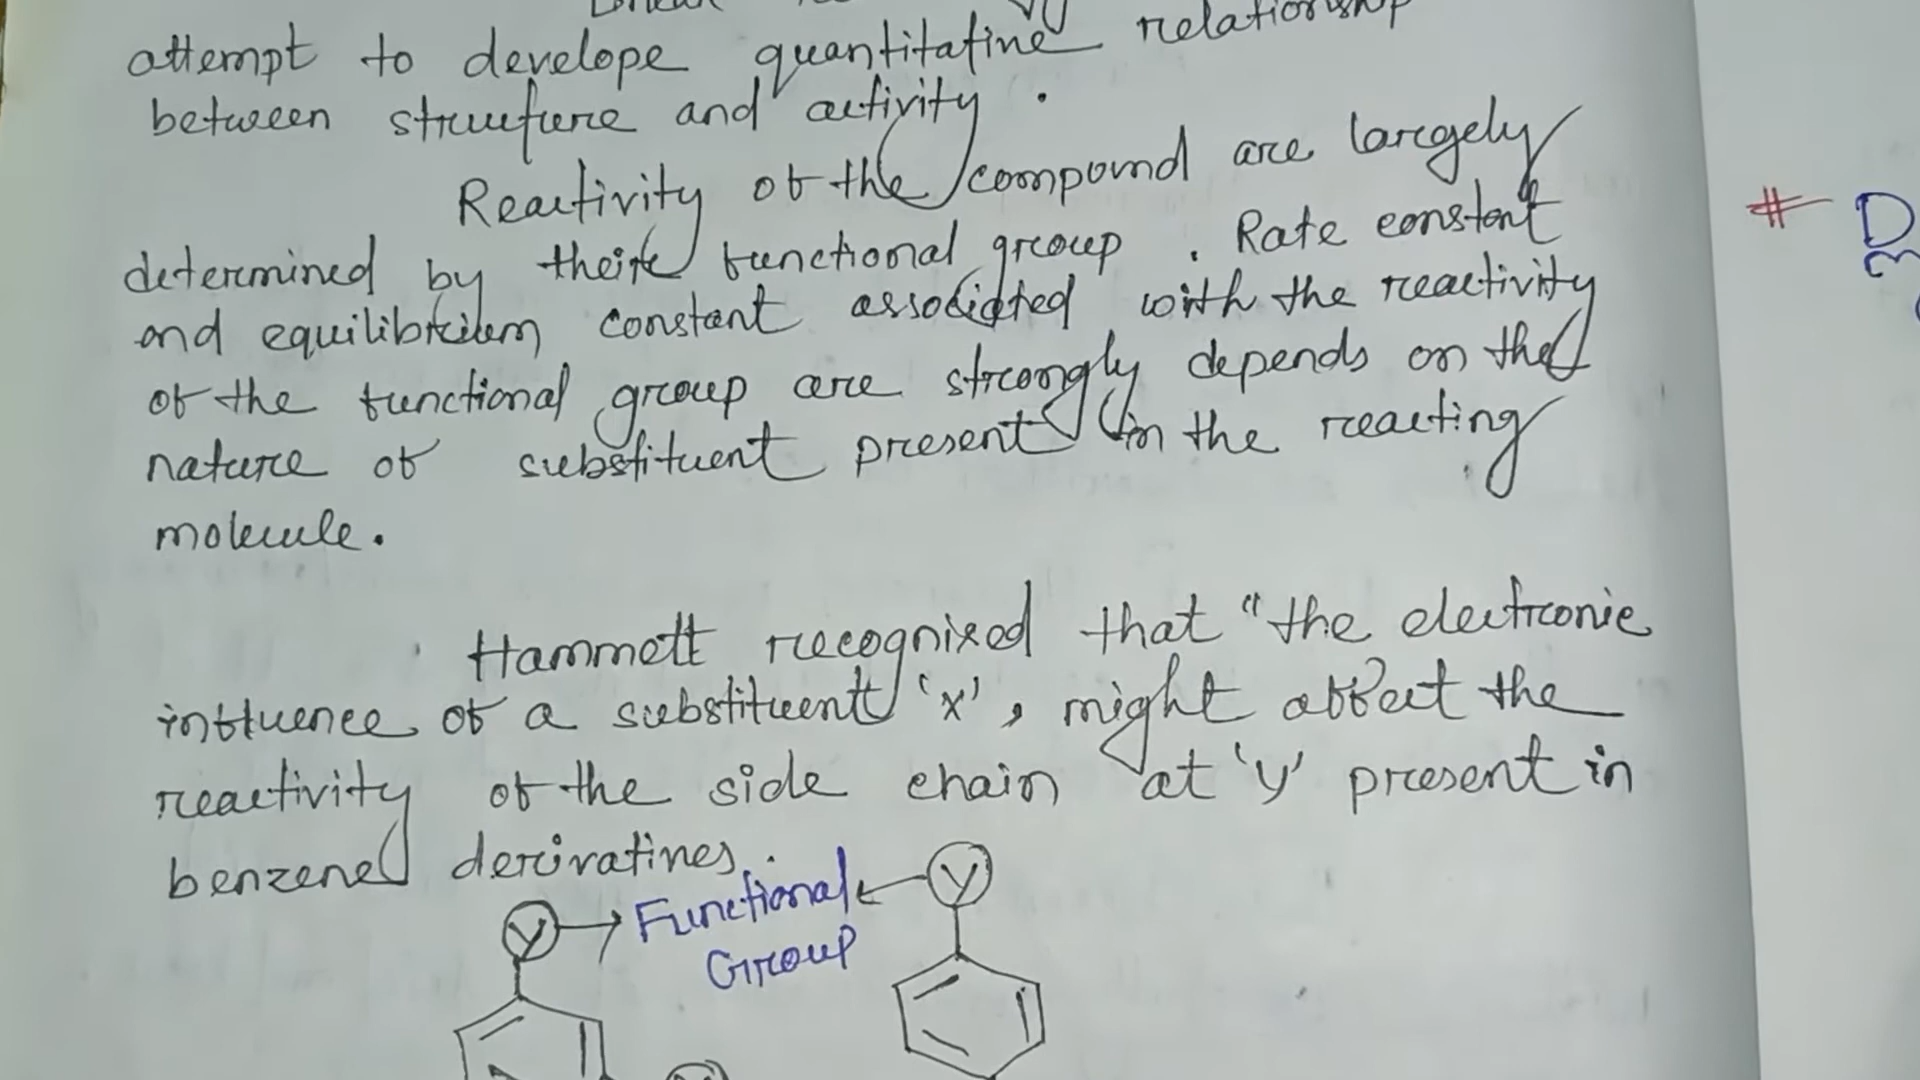 attempt to develope quantitative relationship
between structure and activity.
Reactivity of the compound are largely
determined by their functional group. Rate constant
and equilibrium constant associated with the reactivity
of the functional group are strongly depends on the
nature of substituent present in the reacting
molecule.
Hammett recognized that "the electronic
influence of a substituent 'x', might affect the
reactivity of the side chain at 'y' present in
benzene derivatives.
Y → Functional ← Y
Group
# D